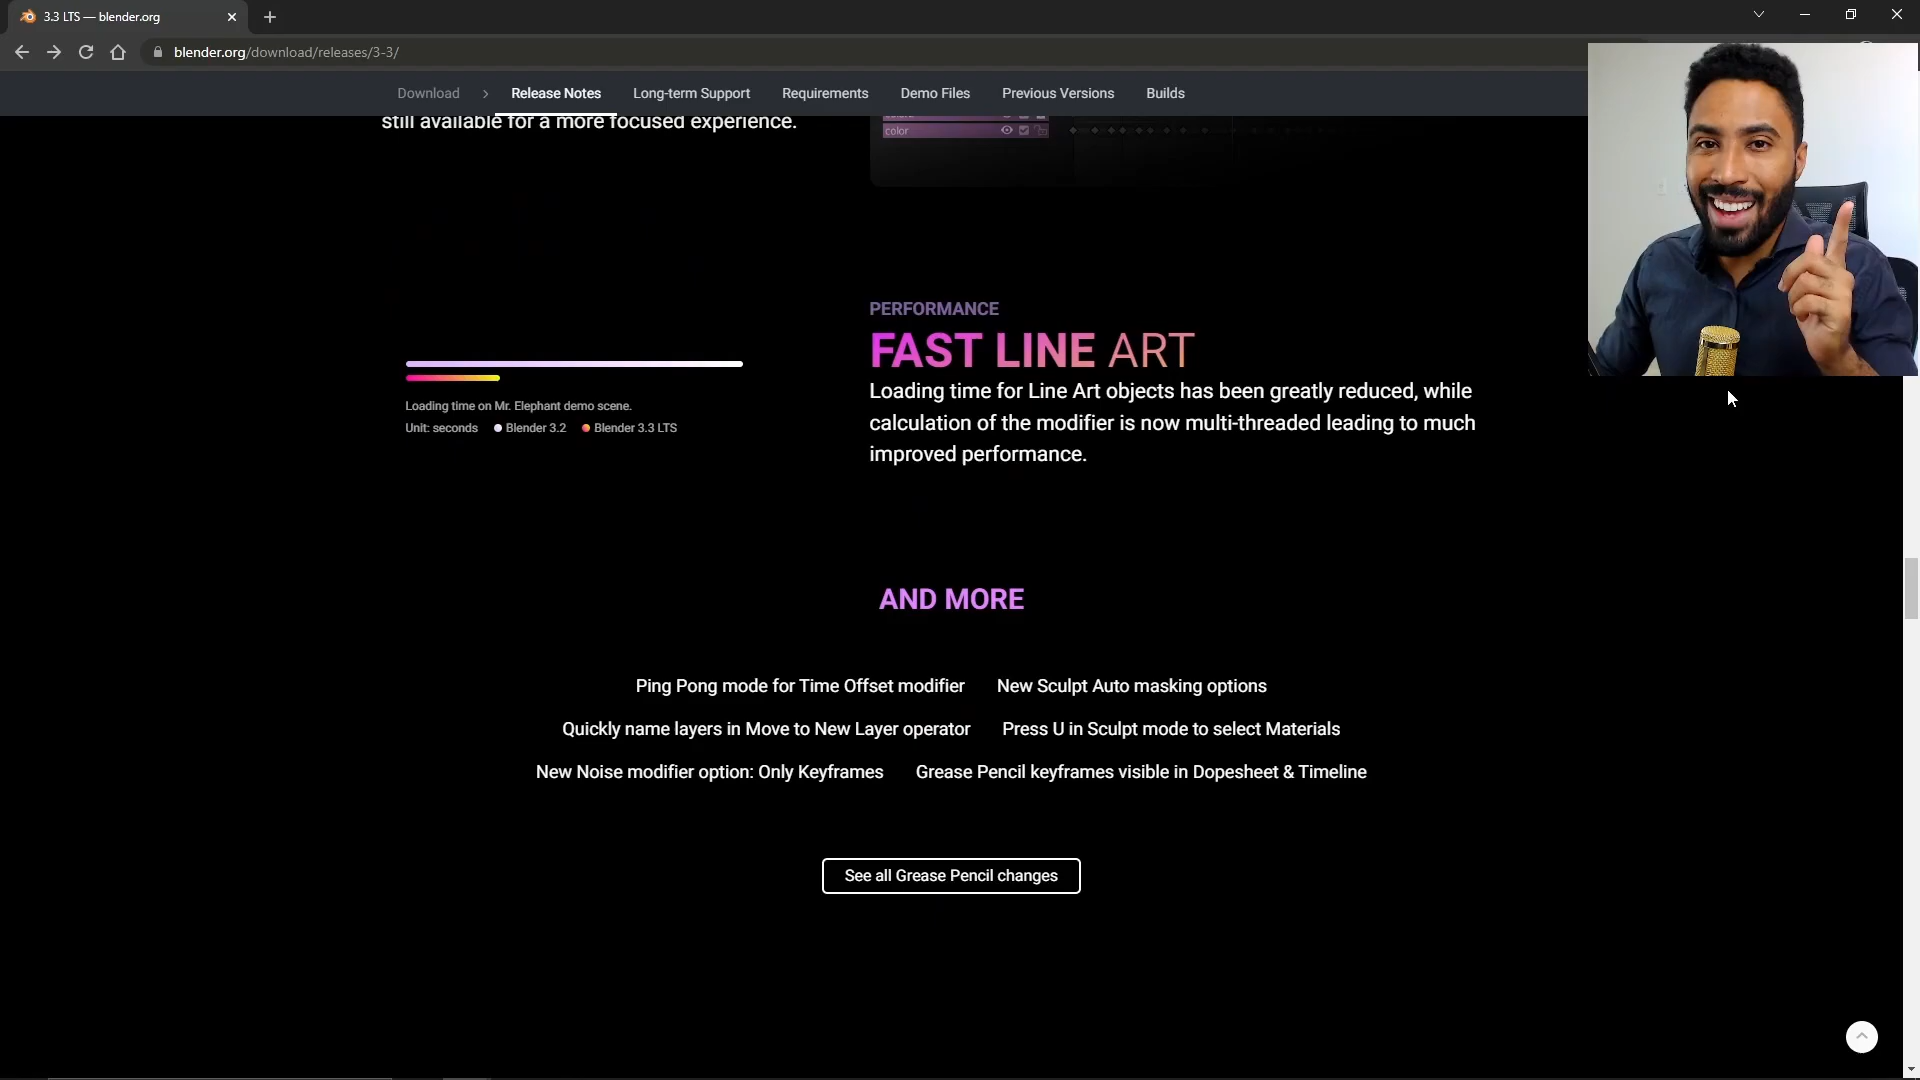 3.3 LTS — blender.org
blender.org/download/releases/3-3/
Download > Release Notes Long-term Support Requirements Demo Files Previous Versions Builds
still available for a more focused experience.
color
PERFORMANCE
FAST LINE ART
Loading time for Line Art objects has been greatly reduced, while
calculation of the modifier is now multi-threaded leading to much
improved performance.
Loading time on Mr. Elephant demo scene.
Unit: seconds Blender 3.2 Blender 3.3 LTS
AND MORE
Ping Pong mode for Time Offset modifier New Sculpt Auto masking options
Quickly name layers in Move to New Layer operator Press U in Sculpt mode to select Materials
New Noise modifier option: Only Keyframes Grease Pencil keyframes visible in Dopesheet & Timeline
See all Grease Pencil changes